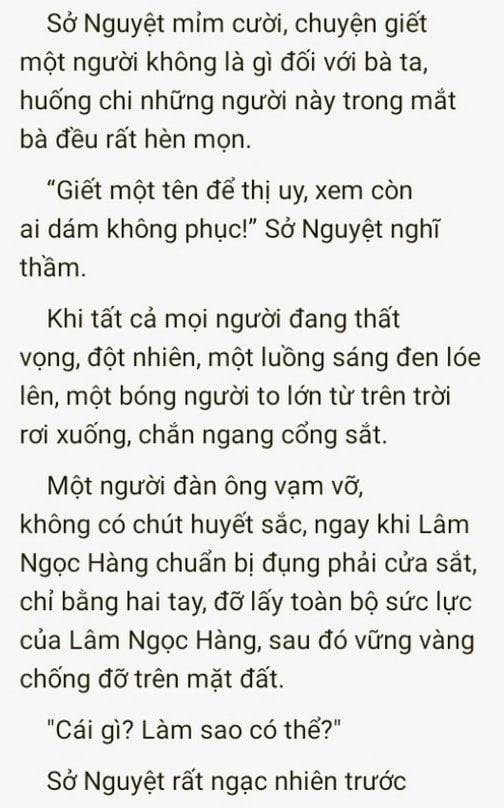 Sở Nguyệt mỉm cười, chuyện giết
một người không là gì đối với bà ta,
huống chi những người này trong mắt
bà đều rất hèn mọn.
“Giết một tên để thị uy, xem còn
ai dám không phục!” Sở Nguyệt nghĩ
thầm.
Khi tất cả mọi người đang thất
vọng, đột nhiên, một luồng sáng đen lóe
lên, một bóng người to lớn từ trên trời
rơi xuống, chắn ngang cổng sắt.
Một người đàn ông vạm vỡ,
không có chút huyết sắc, ngay khi Lâm
Ngọc Hàng chuẩn bị đụng phải cửa sắt,
chỉ bằng hai tay, đỡ lấy toàn bộ sức lực
của Lâm Ngọc Hàng, sau đó vững vàng
chống đỡ trên mặt đất.
"Cái gì? Làm sao có thể?"
Sở Nguyệt rất ngạc nhiên trước